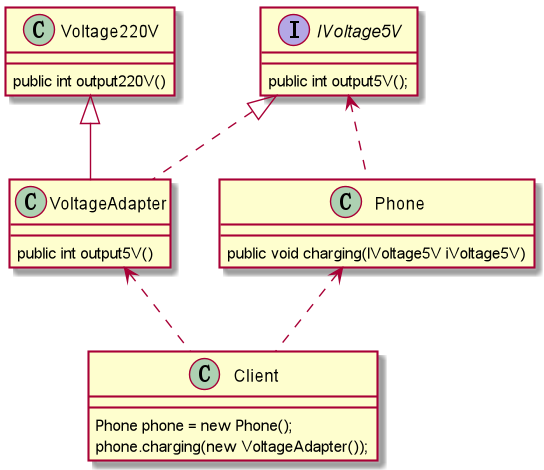 C Voltage220V
public int output220V()
I IVoltage5V
public int output5V();
C VoltageAdapter
public int output5V()
C Phone
public void charging(IVoltage5V iVoltage5V)
C Client
Phone phone = new Phone();
phone.charging(new VoltageAdapter());